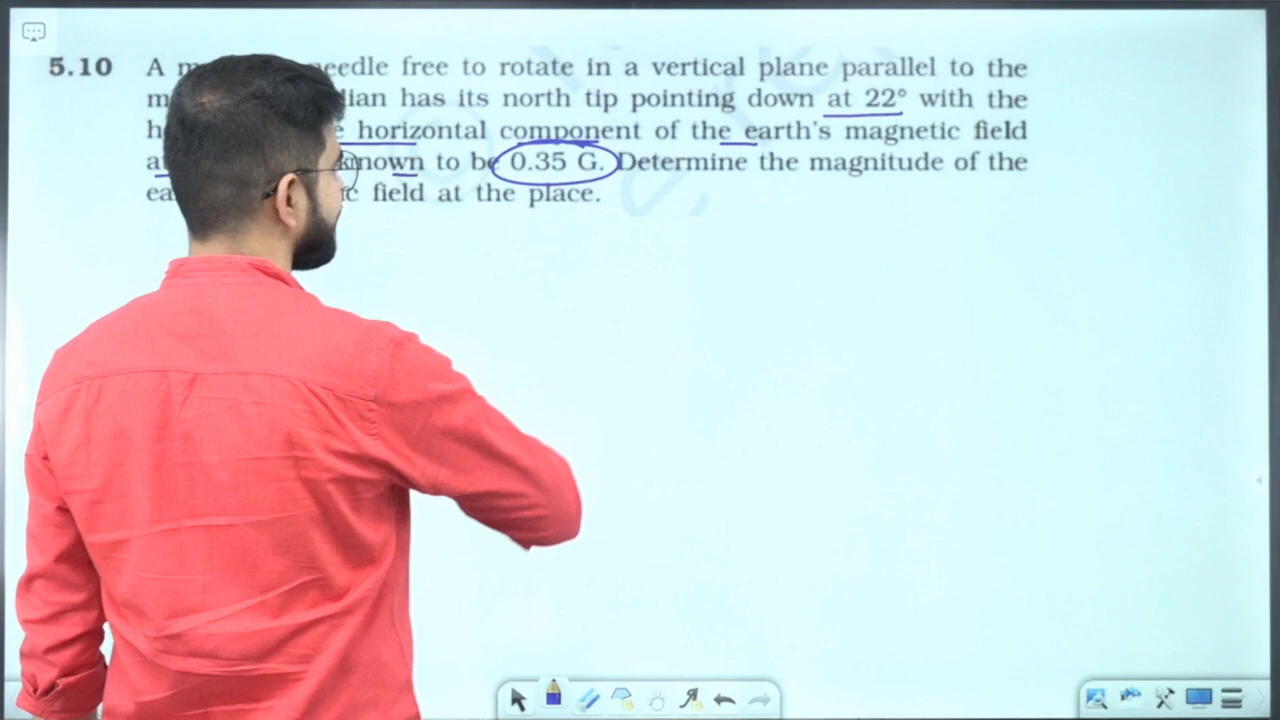 5.10 A needle free to rotate in a vertical plane parallel to the
has its north tip pointing down at 22° with the
horizontal component of the earth's magnetic field
known to be 0.35 G. Determine the magnitude of the
field at the place.